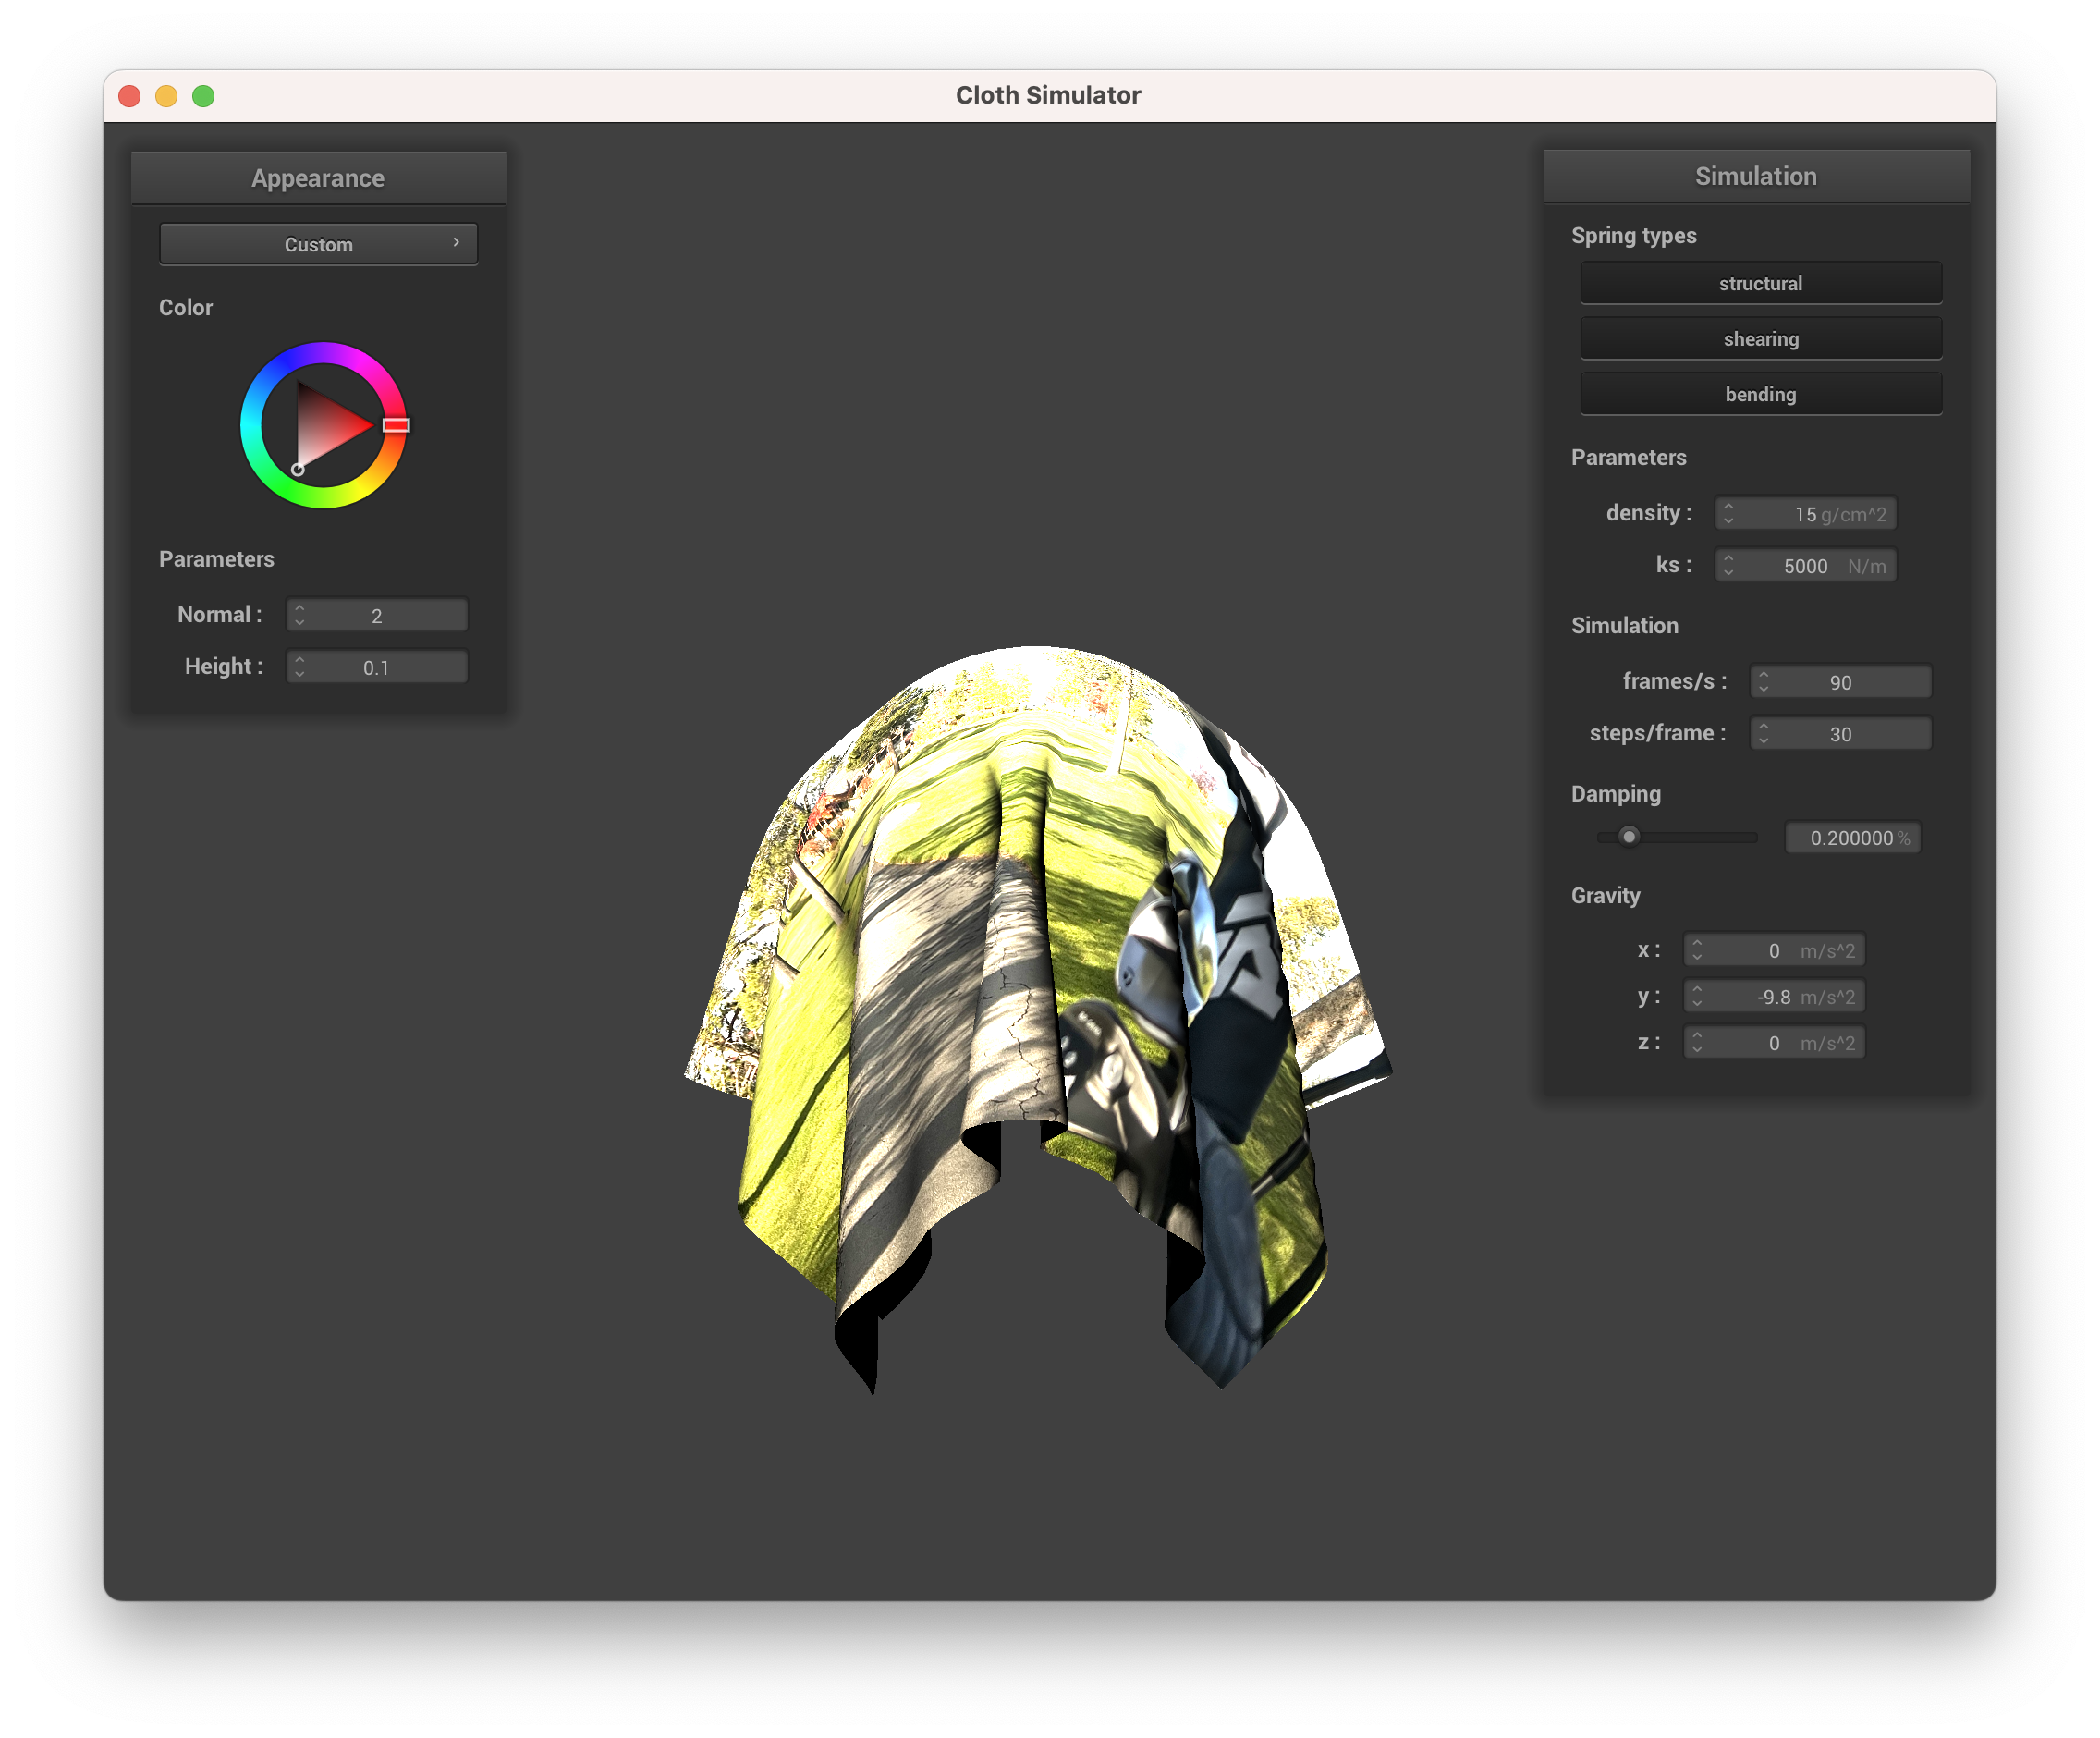 Cloth Simulator
Appearance
Custom
Color
Parameters
Normal : 2
Height : 0.1
Simulation
Spring types
structural
shearing
bending
Parameters
density : 15 g/cm^2
ks : 5000 N/m
Simulation
frames/s : 90
steps/frame : 30
Damping
0.200000 %
Gravity
x : 0 m/s^2
y : -9.8 m/s^2
z : 0 m/s^2